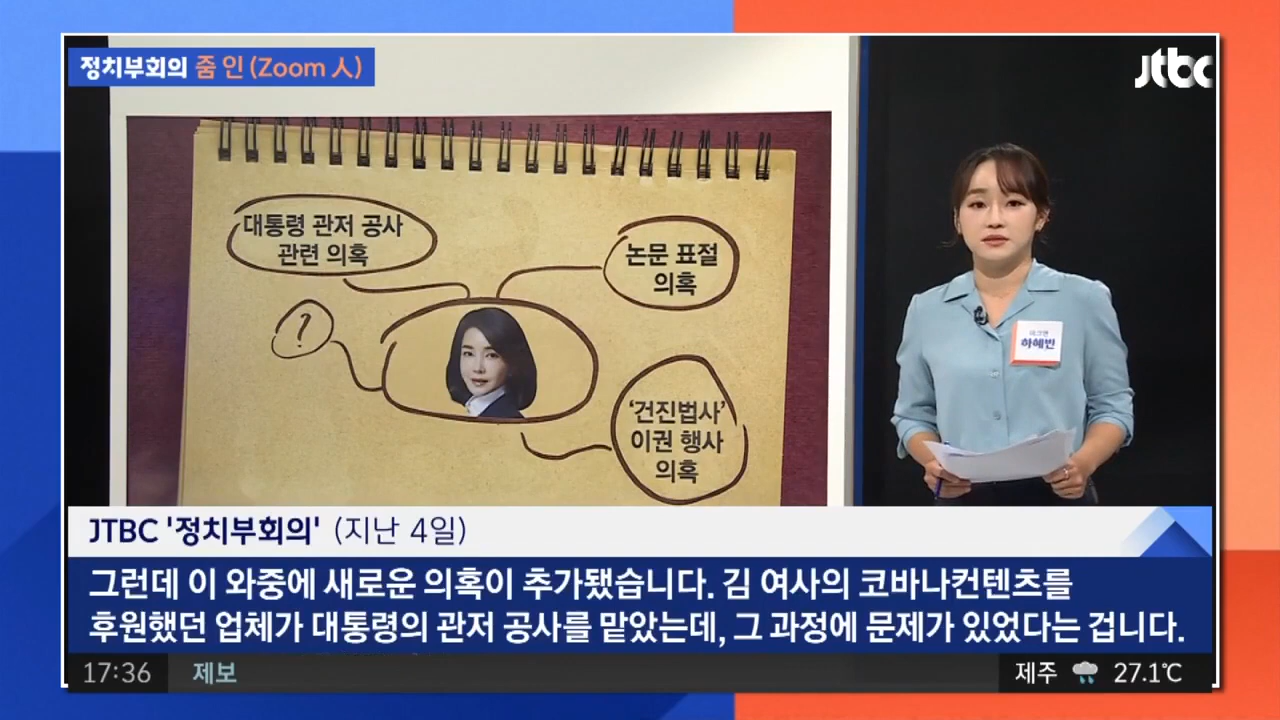 정치부회의 줌 인 (Zoom 人)
jtbc
대통령 관저 공사
관련 의혹
논문 표절
의혹
?
'건진법사'
이권 행사
의혹
하혜빈
JTBC '정치부회의' (지난 4일)
그런데 이 와중에 새로운 의혹이 추가됐습니다. 김 여사의 코바나컨텐츠를
후원했던 업체가 대통령의 관저 공사를 맡았는데, 그 과정에 문제가 있었다는 겁니다.
17:36 제보
제주 27.1℃